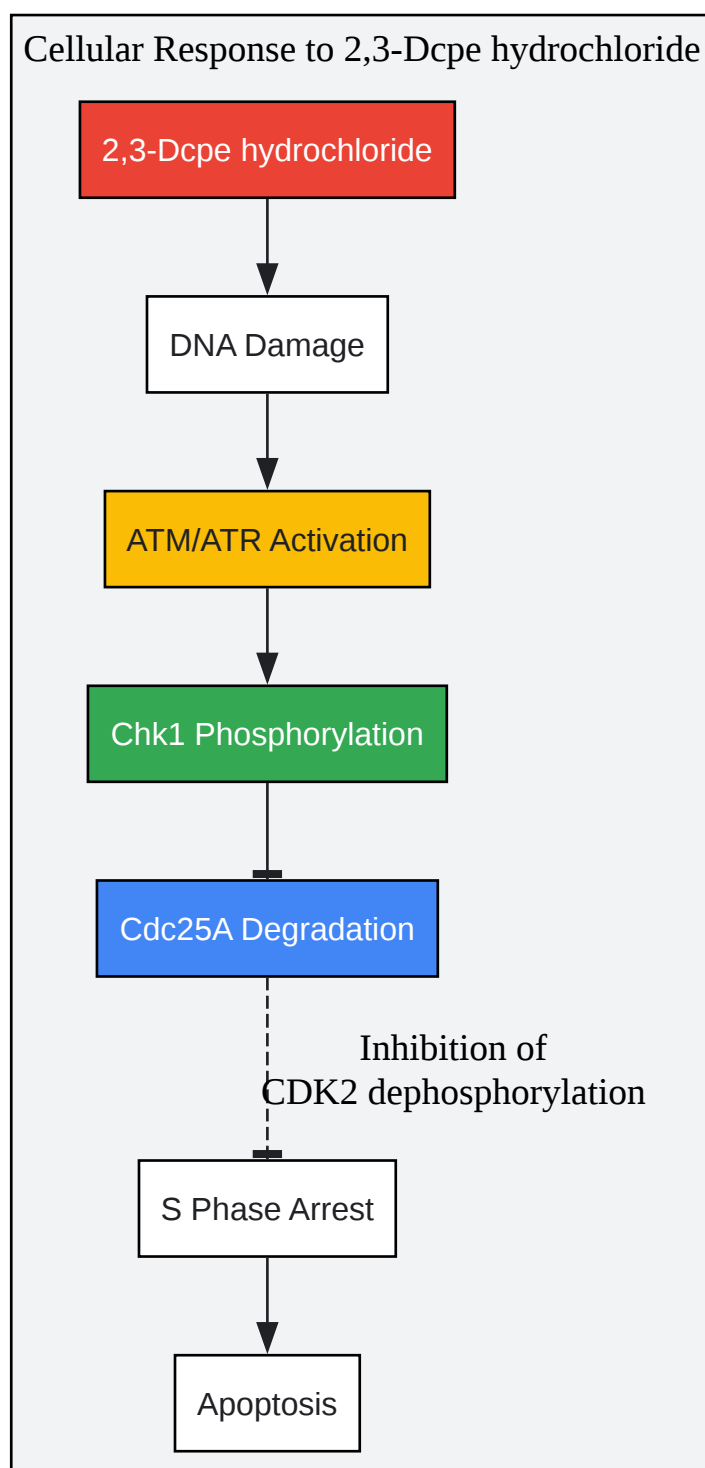 Cellular Response to 2,3-Dcpe hydrochloride
2,3-Dcpe hydrochloride
DNA Damage
ATM/ATR Activation
Chk1 Phosphorylation
Cdc25A Degradation
Inhibition of
CDK2 dephosphorylation
S Phase Arrest
Apoptosis